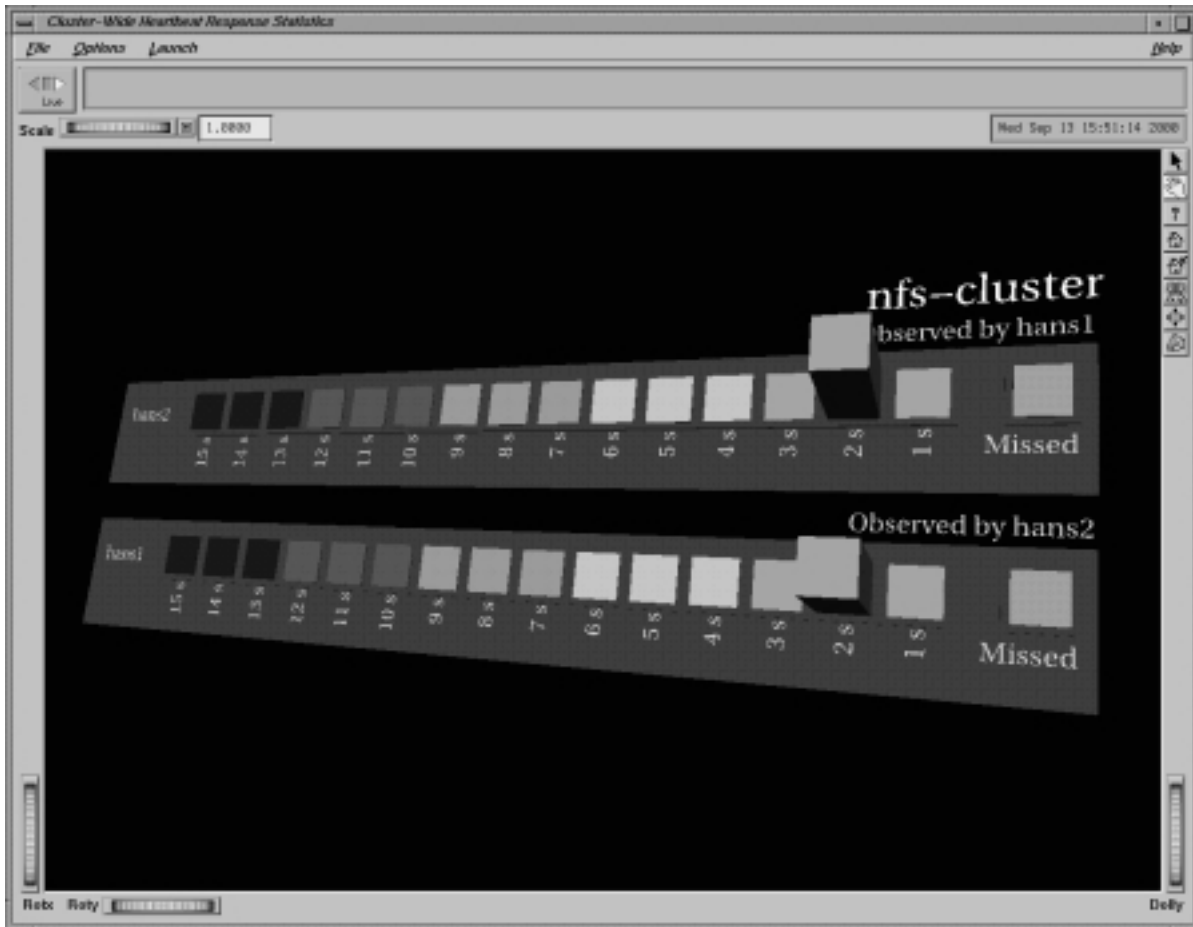 Cluster-Wide Heartbeat Response Statistics
File Options Launch Help
Live
Scale 1.0000 Wed Sep 13 15:51:14 2000
?
nfs-cluster
Observed by hans1
hans2
15 s 14 s 13 s 12 s 11 s 10 s 9 s 8 s 7 s 6 s 5 s 4 s 3 s 2 s 1 s Missed
Observed by hans2
hans1
15 s 14 s 13 s 12 s 11 s 10 s 9 s 8 s 7 s 6 s 5 s 4 s 3 s 2 s 1 s Missed
Rotx Roty Dolly